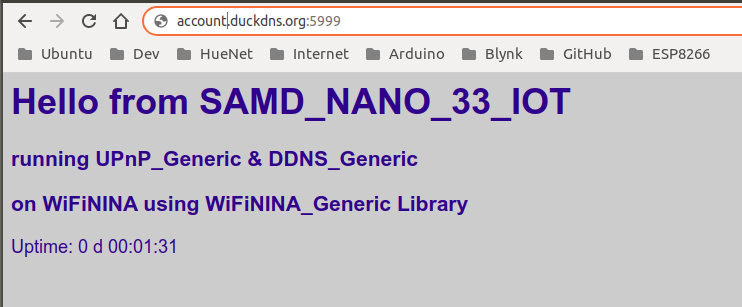 account.duckdns.org:5999
Ubuntu Dev HueNet Internet Arduino Blynk GitHub ESP8266
Hello from SAMD_NANO_33_IOT
running UPnP_Generic & DDNS_Generic
on WiFiNINA using WiFiNINA_Generic Library
Uptime: 0 d 00:01:31